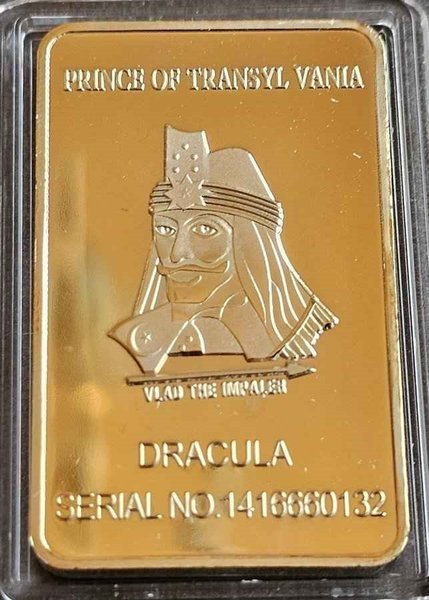 PRINCE OF TRANSYL VANIA
VLAD THE IMPALER
DRACULA
SERIAL NO.1416660132